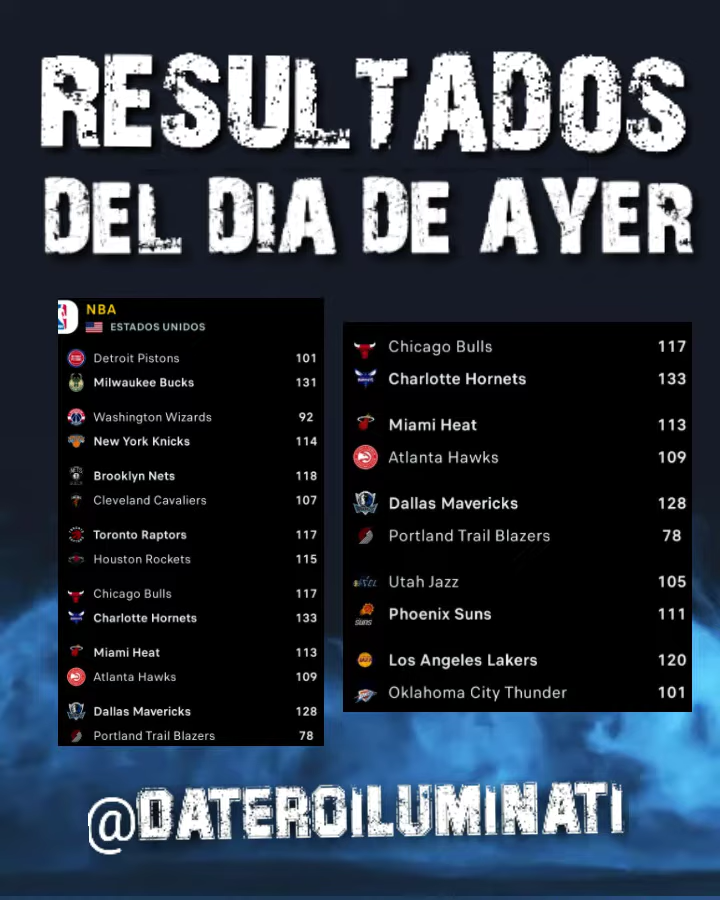 RESULTADOS
DEL DIA DE AYER
NBA
ESTADOS UNIDOS
Detroit Pistons 101
Milwaukee Bucks 131
Washington Wizards 92
New York Knicks 114
Brooklyn Nets 118
Cleveland Cavaliers 107
Toronto Raptors 117
Houston Rockets 115
Chicago Bulls 117
Charlotte Hornets 133
Miami Heat 113
Atlanta Hawks 109
Dallas Mavericks 128
Portland Trail Blazers 78
Chicago Bulls 117
Charlotte Hornets 133
Miami Heat 113
Atlanta Hawks 109
Dallas Mavericks 128
Portland Trail Blazers 78
Utah Jazz 105
Phoenix Suns 111
Los Angeles Lakers 120
Oklahoma City Thunder 101
@DATEROILUMINATI